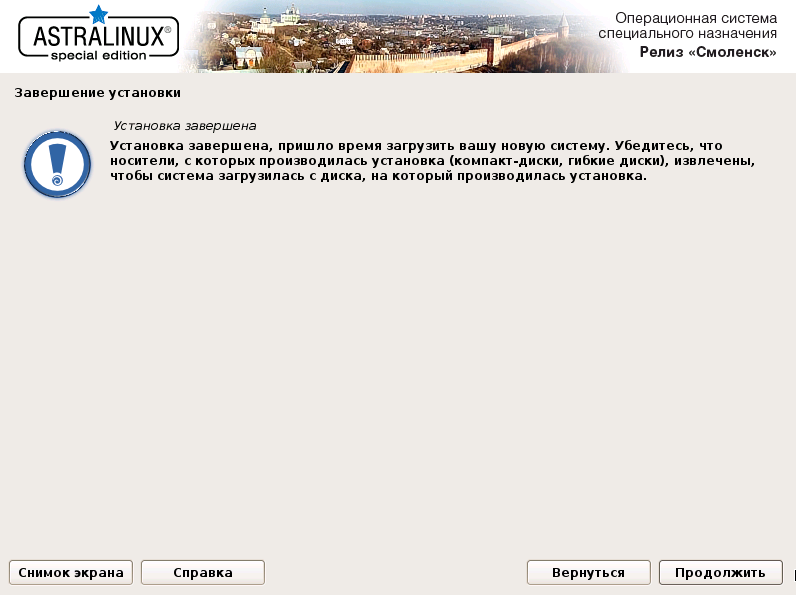 ASTRALINUX®
special edition
Операционная система
специального назначения
Релиз «Смоленск»
Завершение установки
Установка завершена
Установка завершена, пришло время загрузить вашу новую систему. Убедитесь, что
носители, с которых производилась установка (компакт-диски, гибкие диски), извлечены,
чтобы система загрузилась с диска, на который производилась установка.
Снимок экрана
Справка
Вернуться
Продолжить